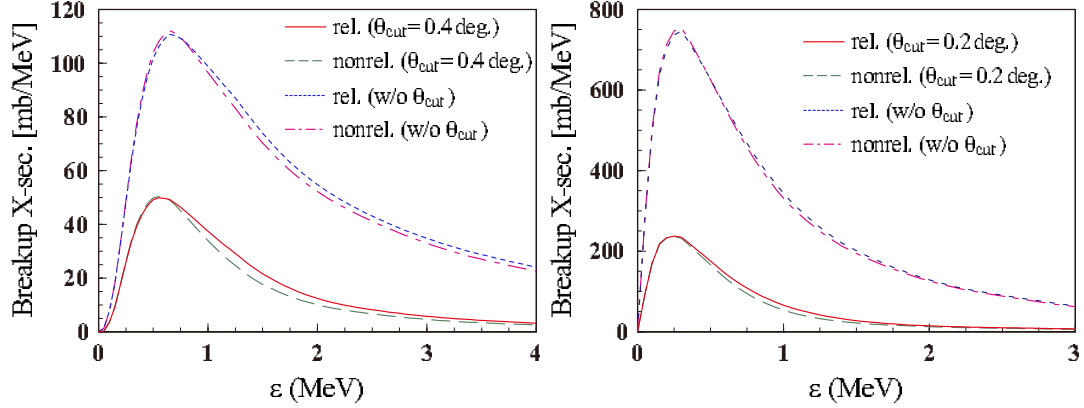 Breakup X-sec. [mb/MeV]
120
100
80
60
40
20
0
0 1 2 3 4
ε (MeV)
rel. (θcut= 0.4 deg.)
nonrel. (θcut= 0.4 deg.)
rel. (w/o θcut)
nonrel. (w/o θcut)
Breakup X-sec. [mb/MeV]
800
600
400
200
0
0 1 2 3
ε (MeV)
rel. (θcut= 0.2 deg.)
nonrel. (θcut= 0.2 deg.)
rel. (w/o θcut)
nonrel. (w/o θcut)